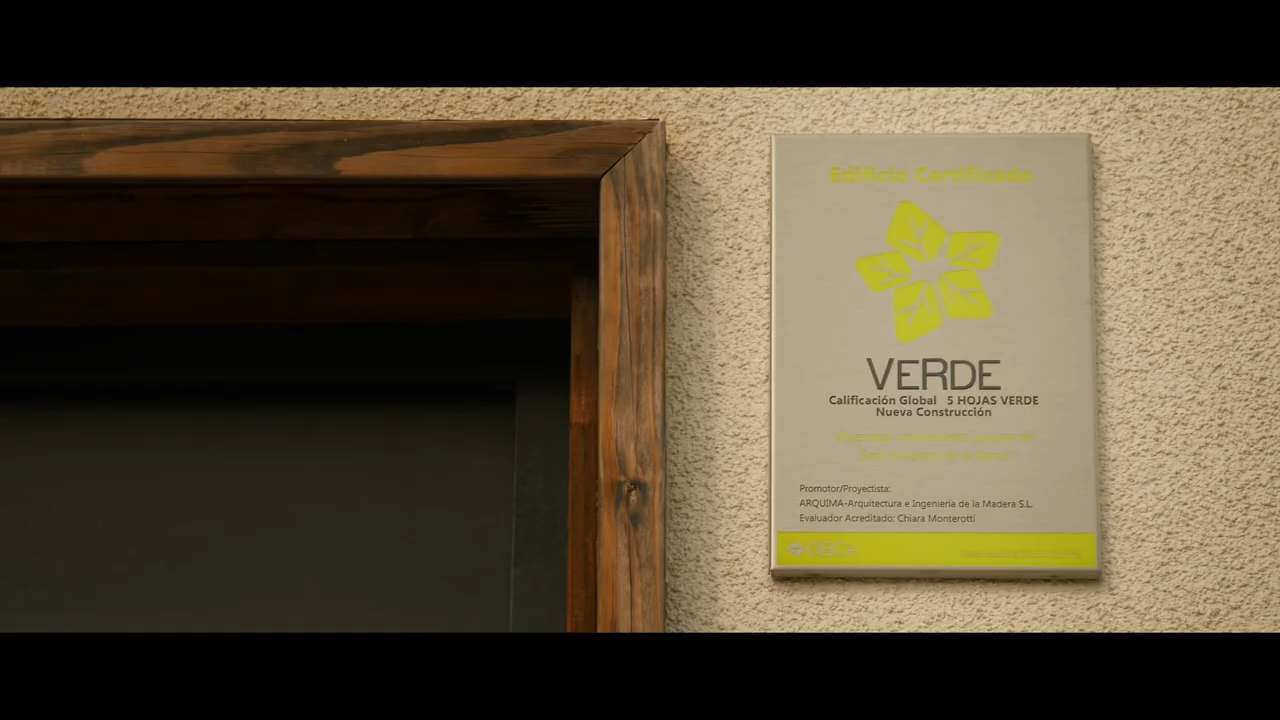 Edificio Certificado
VERDE
Calificación Global 5 HOJAS VERDE
Nueva Construcción
Promotor/Proyectista:
ARQUIMA-Arquitectura e Ingeniería de la Madera S.L.
Evaluador Acreditado: Chiara Monterotti
GBCe